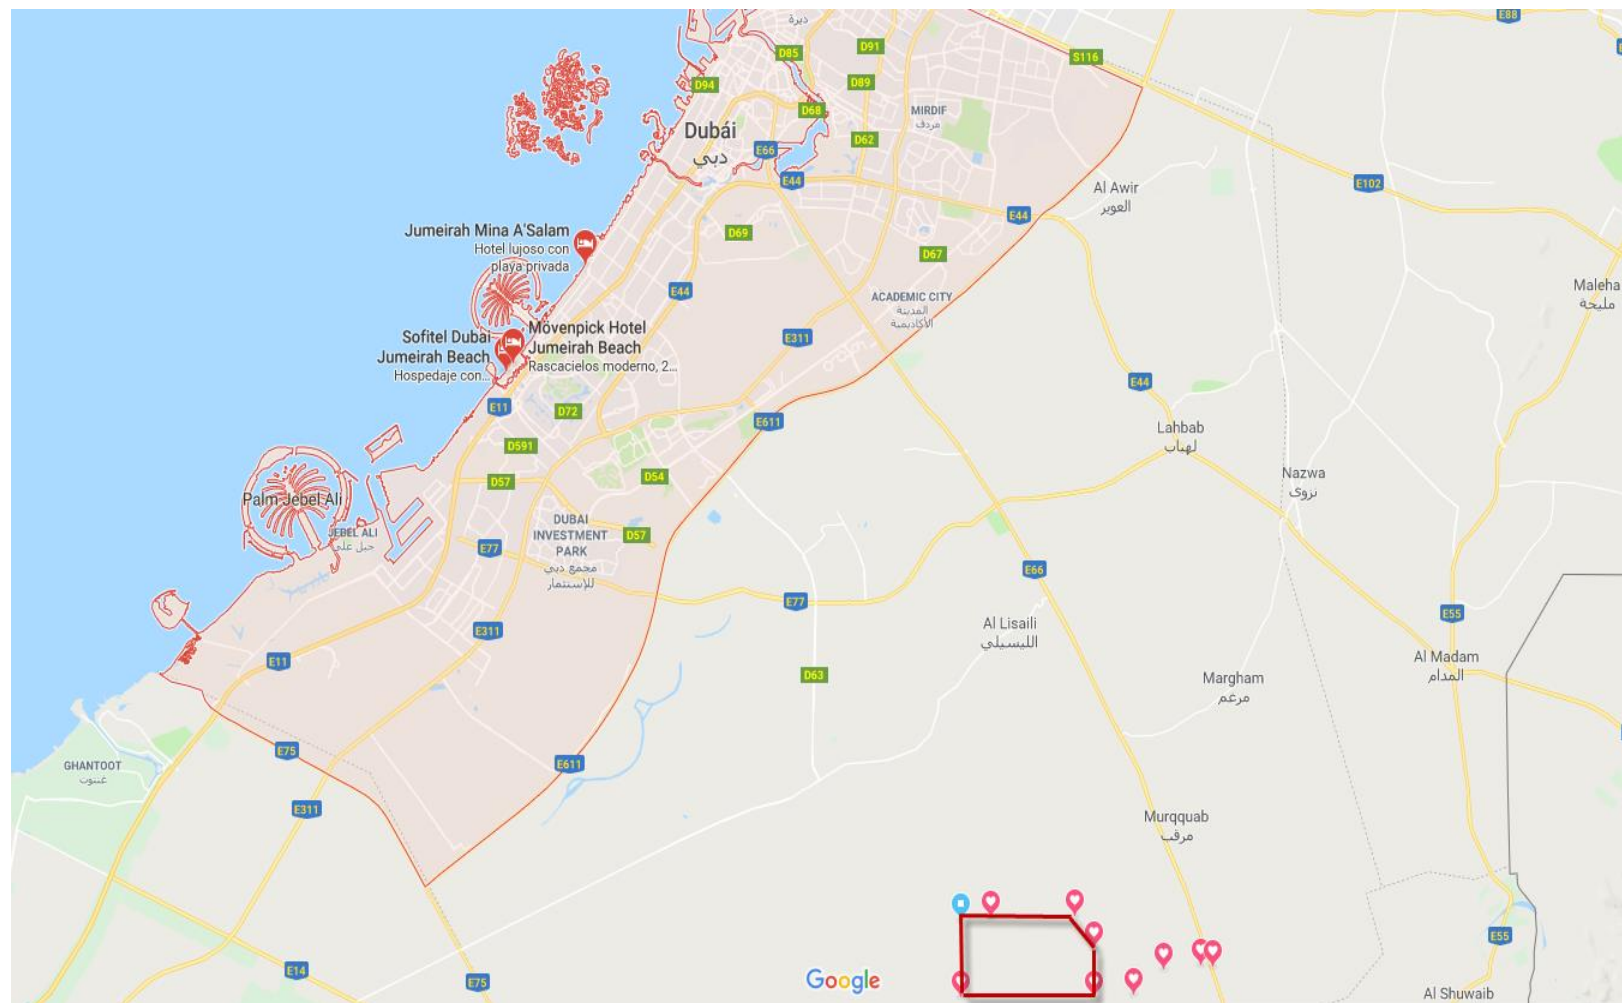 ديرة
E88
D85
D91
S116
D94
D89
D68
MIRDIF
مردف
Dubái
دبي
E66
D62
E44
Al Awir
العوير
E102
E44
Jumeirah Mina A'Salam
Hotel lujoso con
playa privada
D69
D67
Maleha
مليحة
E44
ACADEMIC CITY
المدينة
الأكاديمية
Sofitel Dubai
Jumeirah Beach
Hospedaje con...
Mövenpick Hotel
Jumeirah Beach
Rascacielos moderno, 2...
E311
E44
E11
D72
E611
Lahbab
لهباب
D591
D57
D54
Nazwa
نزوى
Palm Jebel Ali
JEBEL ALI
جبل علي
DUBAI
INVESTMENT
PARK
مجمع دبي
للإستثمار
D57
E77
E66
E77
Al Lisaili
الليسيلي
E55
E311
E11
D63
Al Madam
المدام
Margham
مرغم
E75
E611
GHANTOOT
غنتوت
E311
Murqquab
مرقب
E55
E14
E75
Google
Al Shuwaib